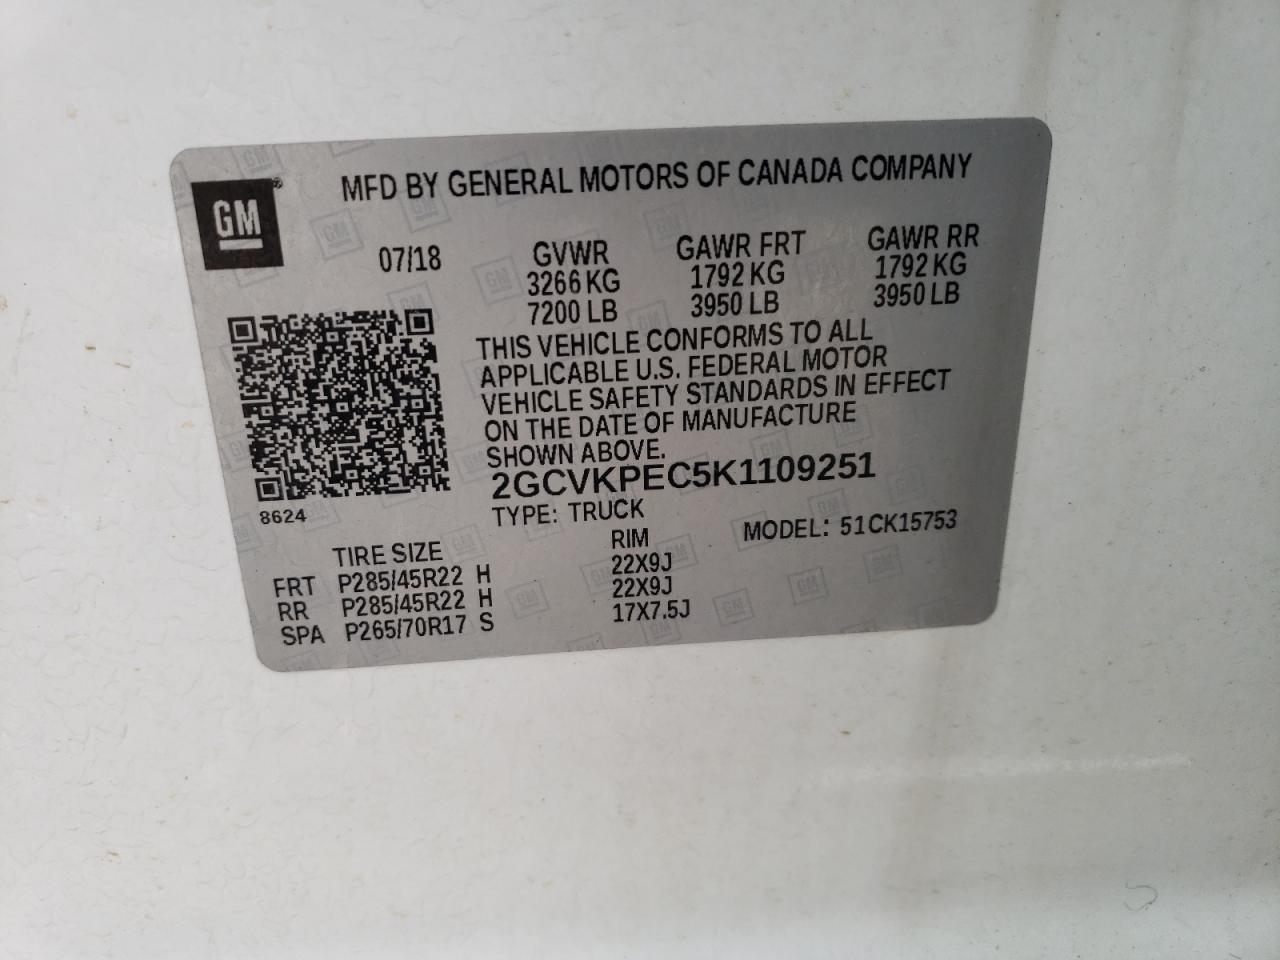 GM®
MFD BY GENERAL MOTORS OF CANADA COMPANY
07/18
GVWR
3266 KG
7200 LB
GAWR FRT
1792 KG
3950 LB
GAWR RR
1792 KG
3950 LB
THIS VEHICLE CONFORMS TO ALL
APPLICABLE U.S. FEDERAL MOTOR
VEHICLE SAFETY STANDARDS IN EFFECT
ON THE DATE OF MANUFACTURE
SHOWN ABOVE.
2GCVKPEC5K1109251
TYPE: TRUCK
MODEL: 51CK15753
8624
TIRE SIZE RIM
FRT P285/45R22 H 22X9J
RR P285/45R22 H 22X9J
SPA P265/70R17 S 17X7.5J